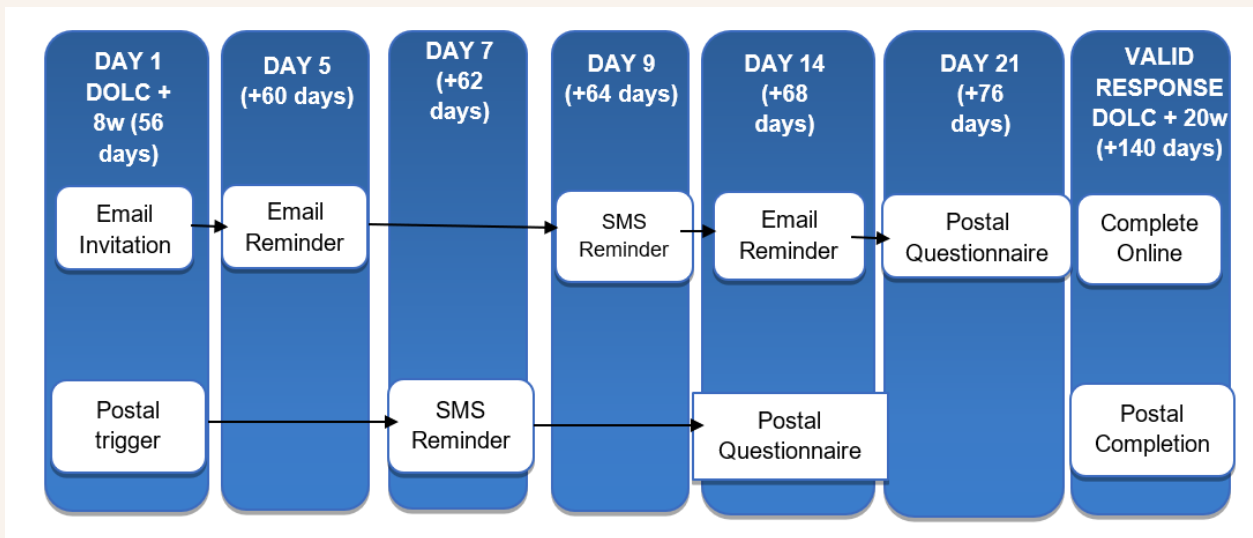 DAY 1
DOLC +
8w (56
days)
DAY 5
(+60 days)
DAY 7
(+62
days)
DAY 9
(+64 days)
DAY 14
(+68
days)
DAY 21
(+76
days)
VALID
RESPONSE
DOLC + 20w
(+140 days)
Email
Invitation
Email
Reminder
SMS
Reminder
Email
Reminder
Postal
Questionnaire
Complete
Online
Postal
trigger
SMS
Reminder
Postal
Questionnaire
Postal
Completion